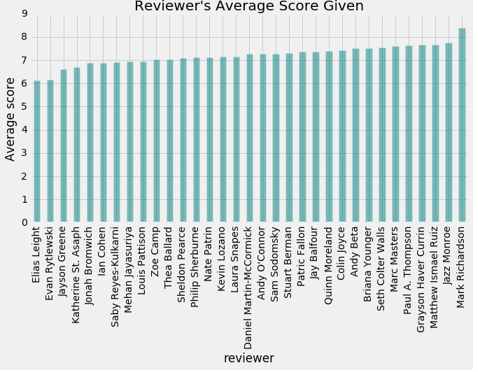 Reviewer's Average Score Given
9
8
7
6
5
4
3
2
1
0
Average score
Elias Leight
Evan Rytlewski
Jayson Greene
Katherine St. Asaph
Jonah Bromwich
Ian Cohen
Saby Reyes-Kulkarni
Mehan Jayasuriya
Louis Pattison
Zoe Camp
Thea Ballard
Sheldon Pearce
Philip Sherburne
Nate Patrin
Kevin Lozano
Laura Snapes
Daniel Martin-McCormick
Andy O'Connor
Sam Sodomsky
Stuart Berman
Patric Fallon
Jay Balfour
Quinn Moreland
Colin Joyce
Andy Beta
Briana Younger
Seth Colter Walls
Marc Masters
Paul A. Thompson
Grayson Haver Currin
Matthew Ismael Ruiz
Jazz Monroe
Mark Richardson
reviewer